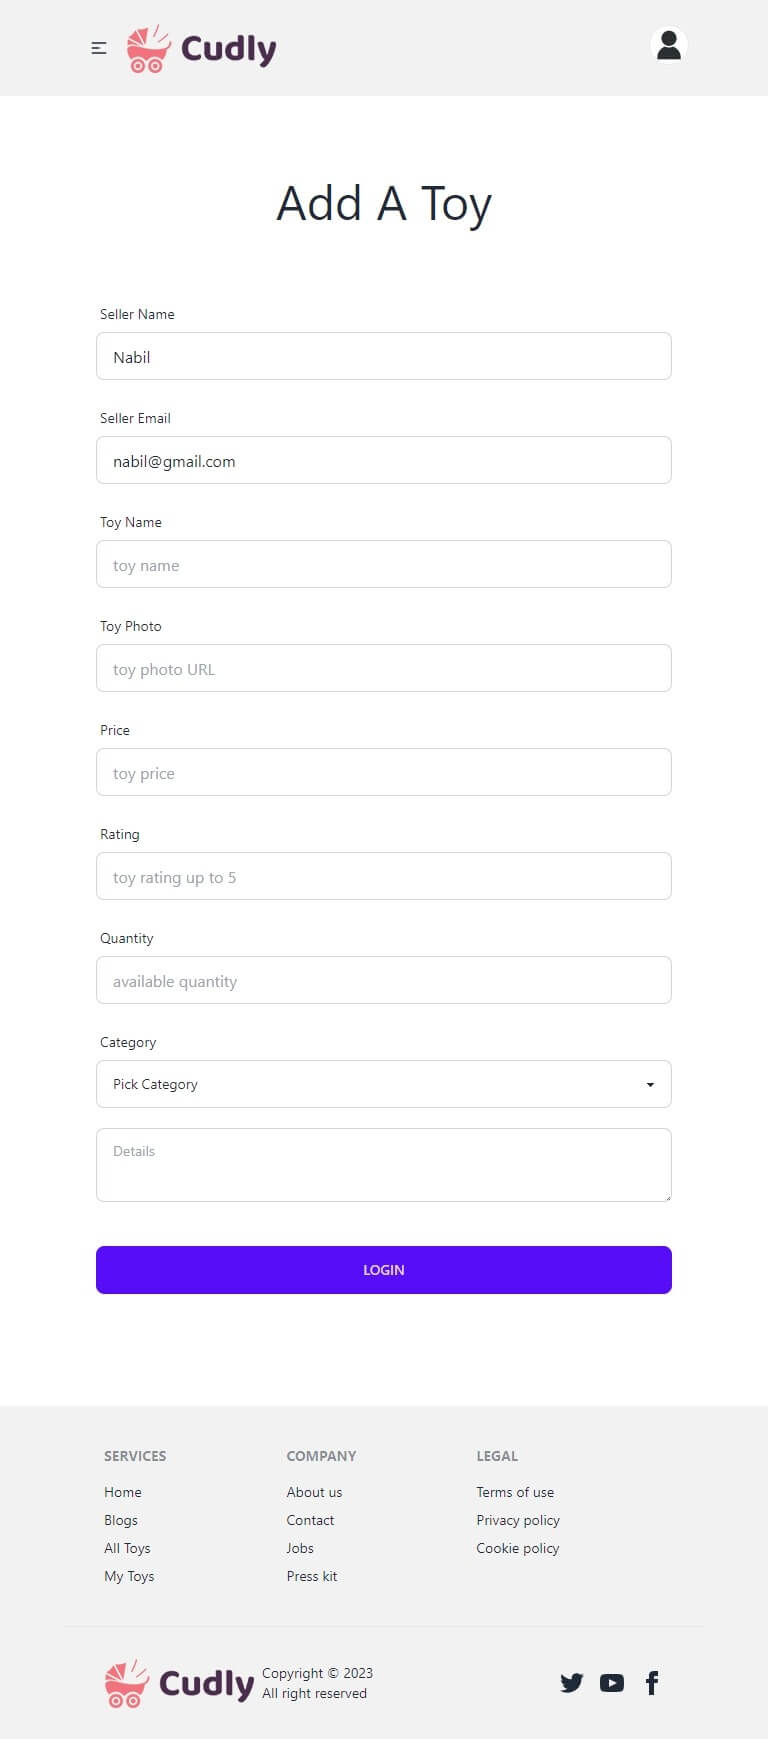 Cudly
Add A Toy
Seller Name
Nabil
Seller Email
nabil@gmail.com
Toy Name
toy name
Toy Photo
toy photo URL
Price
toy price
Rating
toy rating up to 5
Quantity
available quantity
Category
Pick Category
Details
LOGIN
SERVICES
Home
Blogs
All Toys
My Toys
COMPANY
About us
Contact
Jobs
Press kit
LEGAL
Terms of use
Privacy policy
Cookie policy
Cudly
Copyright © 2023
All right reserved